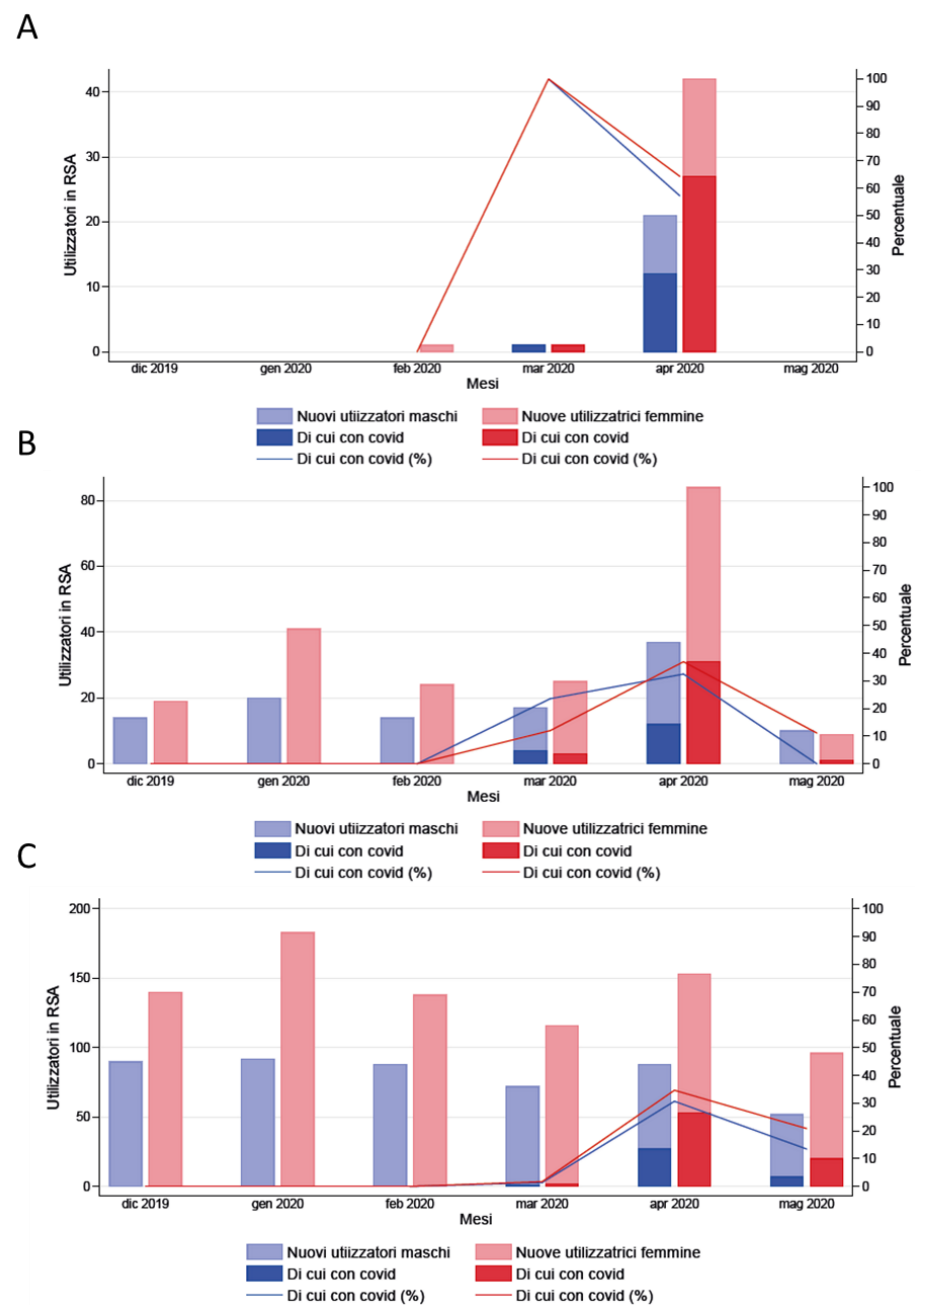 A
40
30
20
10
0
Utilizzatori in RSA
100
90
80
70
60
50
40
30
20
10
0
Percentuale
dic 2019 gen 2020 feb 2020 mar 2020 apr 2020 mag 2020
Mesi
Nuovi utiizzatori maschi Nuove utilizzatrici femmine
Di cui con covid Di cui con covid
Di cui con covid (%) Di cui con covid (%)
B
80
60
40
20
0
Utilizzatori in RSA
100
90
80
70
60
50
40
30
20
10
0
Percentuale
dic 2019 gen 2020 feb 2020 mar 2020 apr 2020 mag 2020
Mesi
Nuovi utiizzatori maschi Nuove utilizzatrici femmine
Di cui con covid Di cui con covid
Di cui con covid (%) Di cui con covid (%)
C
200
150
100
50
0
Utilizzatori in RSA
100
90
80
70
60
50
40
30
20
10
0
Percentuale
dic 2019 gen 2020 feb 2020 mar 2020 apr 2020 mag 2020
Mesi
Nuovi utiizzatori maschi Nuove utilizzatrici femmine
Di cui con covid Di cui con covid
Di cui con covid (%) Di cui con covid (%)